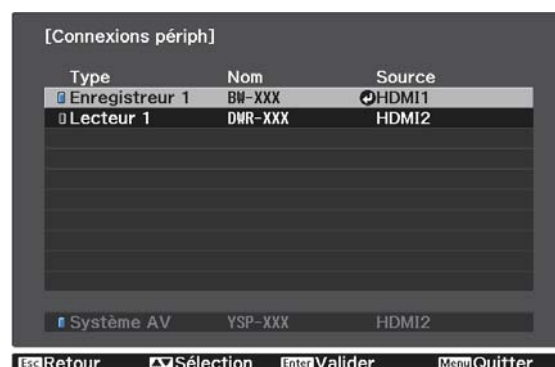 [Connexions périph]
Type Nom Source
Enregistreur 1 BW-XXX HDMI1
Lecteur 1 DWR-XXX HDMI2
Système AV YSP-XXX HDMI2
Esc Retour Sélection Enter Valider Menu Quitter